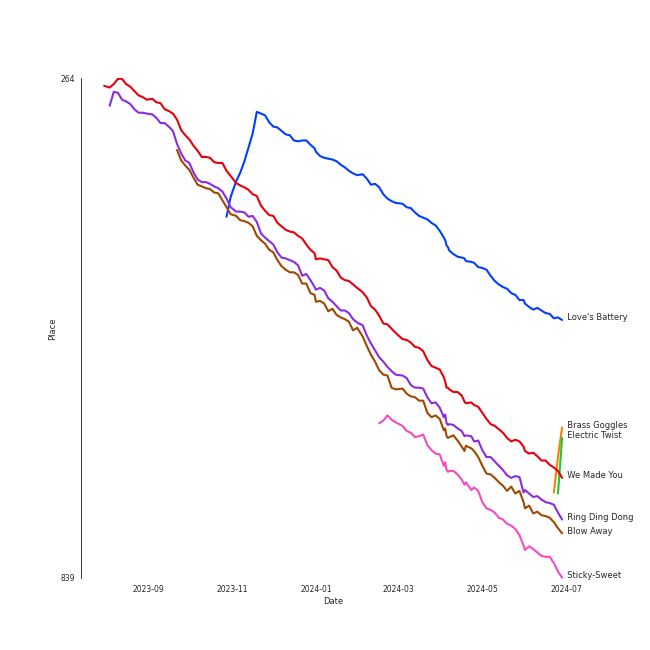 264
Place
839
Love's Battery
Brass Goggles
Electric Twist
We Made You
Ring Ding Dong
Blow Away
Sticky-Sweet
2023-09 2023-11 2024-01 2024-03 2024-05 2024-07
Date